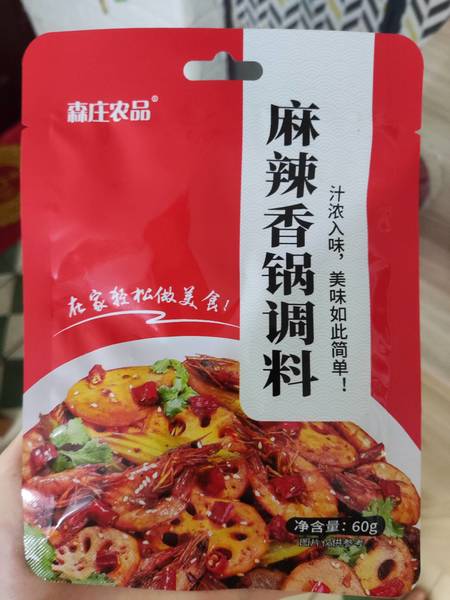 森庄农品®
麻辣香锅调料
汁浓入味，美味如此简单！
在家轻松做美食！
净含量：60g
图片仅供参考